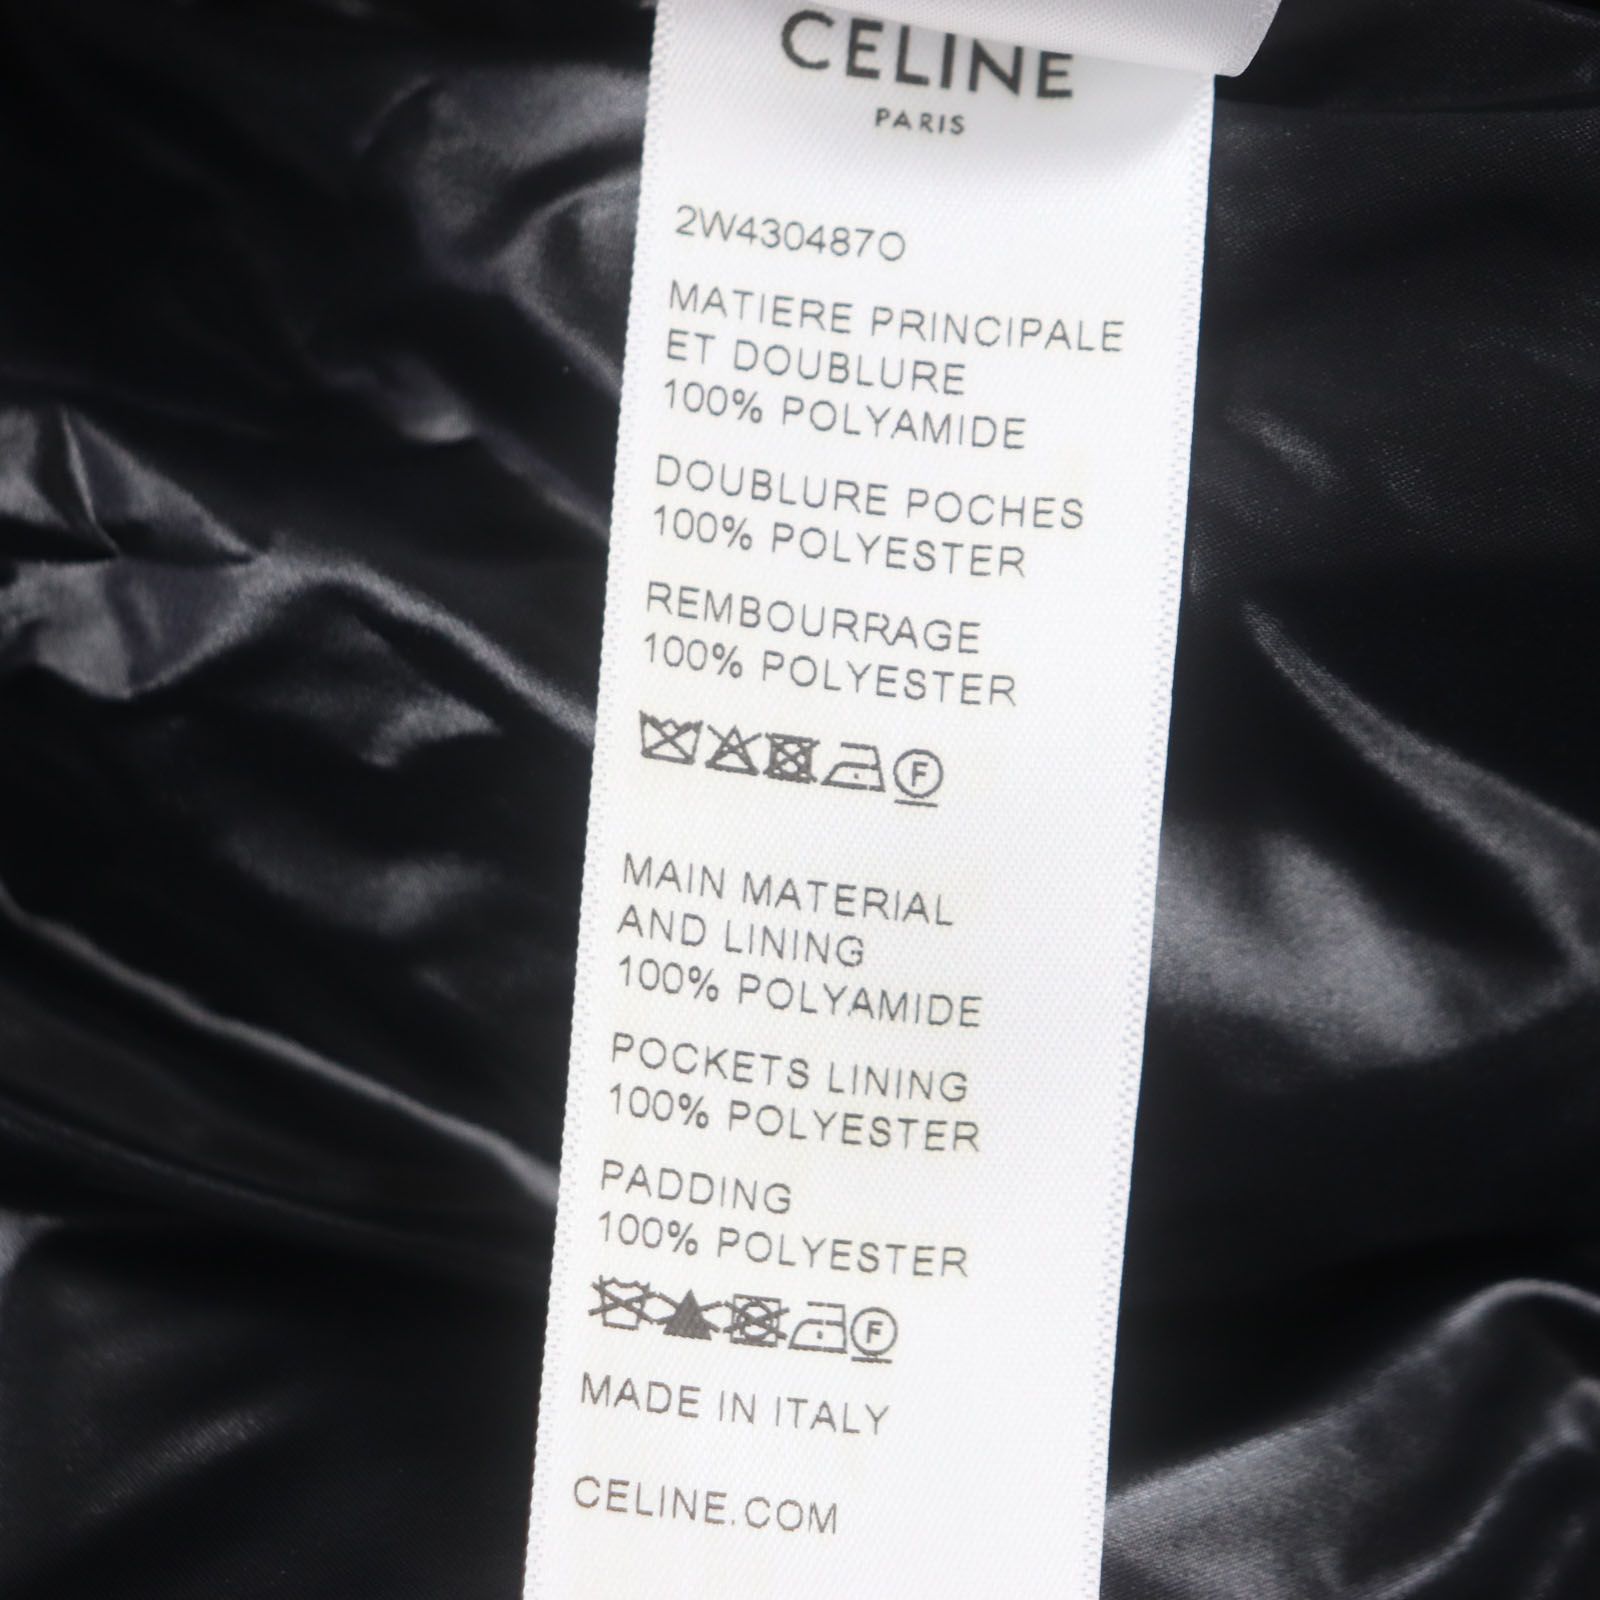 CELINE
PARIS
2W430487O
MATIERE PRINCIPALE
ET DOUBLURE
100% POLYAMIDE
DOUBLURE POCHES
100% POLYESTER
REMBOURRAGE
100% POLYESTER
F
MAIN MATERIAL
AND LINING
100% POLYAMIDE
POCKETS LINING
100% POLYESTER
PADDING
100% POLYESTER
F
MADE IN ITALY
CELINE.COM